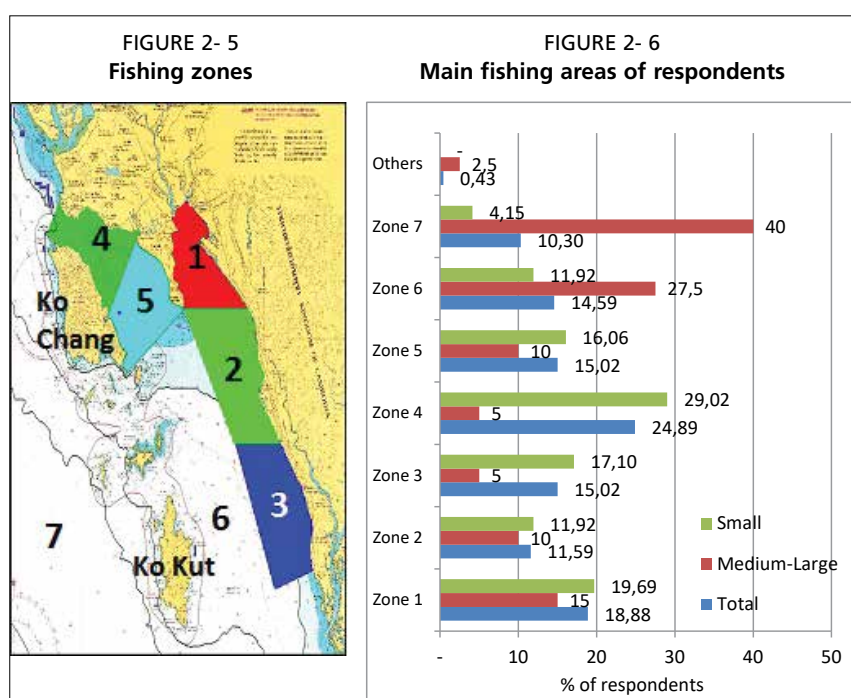 FIGURE 2- 5
Fishing zones
4
1
5
Ko
Chang
2
3
6
7
Ko Kut
FIGURE 2- 6
Main fishing areas of respondents
Others
-
2,5
0,43
Zone 7
4,15
40
10,30
Zone 6
11,92
27,5
14,59
Zone 5
16,06
10
15,02
Zone 4
29,02
5
24,89
Zone 3
17,10
5
15,02
Zone 2
11,92
10
11,59
Zone 1
19,69
15
18,88
Small
Medium-Large
Total
- 10 20 30 40 50
% of respondents